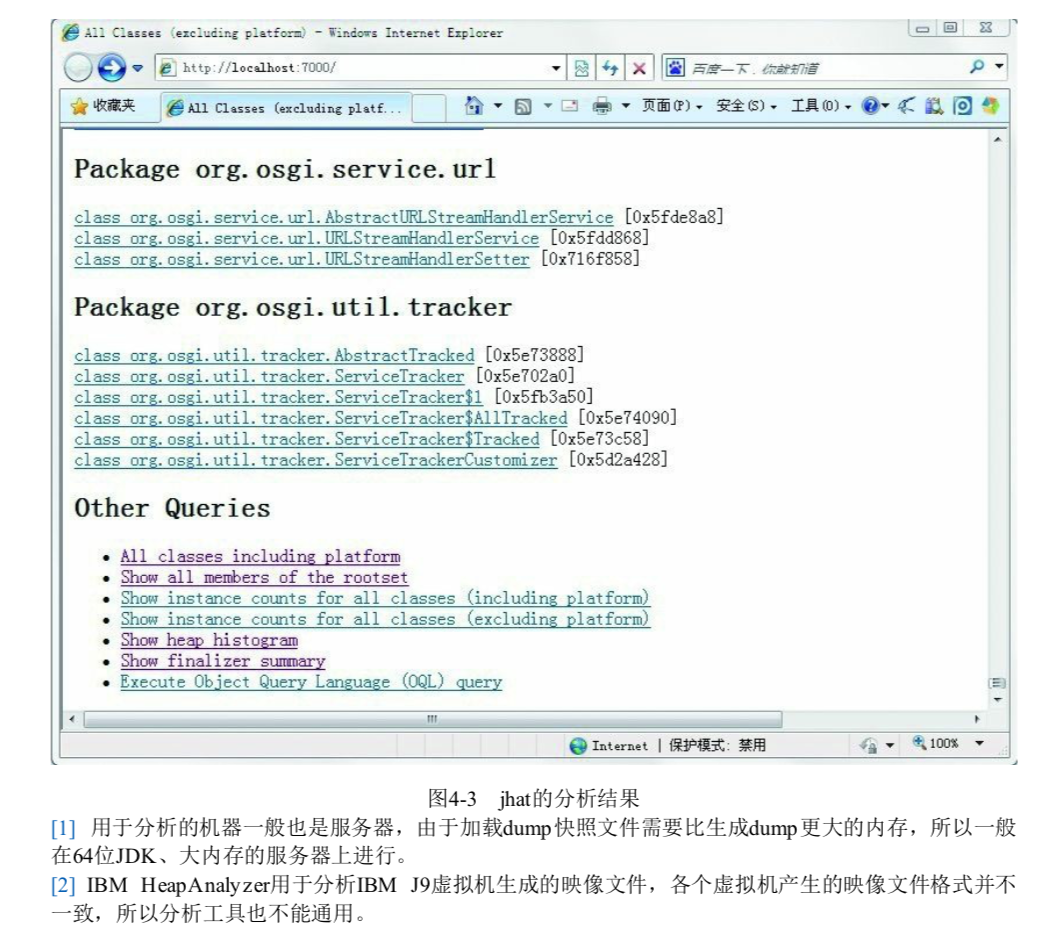 All Classes (excluding platform) - Windows Internet Explorer
http://localhost:7000/
百度一下，你就知道
收藏夹
All Classes (excluding platf...
页面(P)
安全(S)
工具(O)
Package org.osgi.service.url
class org.osgi.service.url.AbstractURLStreamHandlerService [0x5fde8a8]
class org.osgi.service.url.URLStreamHandlerService [0x5fdd868]
class org.osgi.service.url.URLStreamHandlerSetter [0x716f858]
Package org.osgi.util.tracker
class org.osgi.util.tracker.AbstractTracked [0x5e73888]
class org.osgi.util.tracker.ServiceTracker [0x5e702a0]
class org.osgi.util.tracker.ServiceTracker$1 [0x5fb3a50]
class org.osgi.util.tracker.ServiceTracker$AllTracked [0x5e74090]
class org.osgi.util.tracker.ServiceTracker$Tracked [0x5e73c58]
class org.osgi.util.tracker.ServiceTrackerCustomizer [0x5d2a428]
Other Queries
All classes including platform
Show all members of the rootset
Show instance counts for all classes (including platform)
Show instance counts for all classes (excluding platform)
Show heap histogram
Show finalizer summary
Execute Object Query Language (OQL) query
Internet | 保护模式: 禁用
100%
图4-3 jhat的分析结果
[1] 用于分析的机器一般也是服务器，由于加载dump快照文件需要比生成dump更大的内存，所以一般
在64位JDK、大内存的服务器上进行。
[2] IBM HeapAnalyzer用于分析IBM J9虚拟机生成的映像文件，各个虚拟机产生的映像文件格式并不
一致，所以分析工具也不能通用。